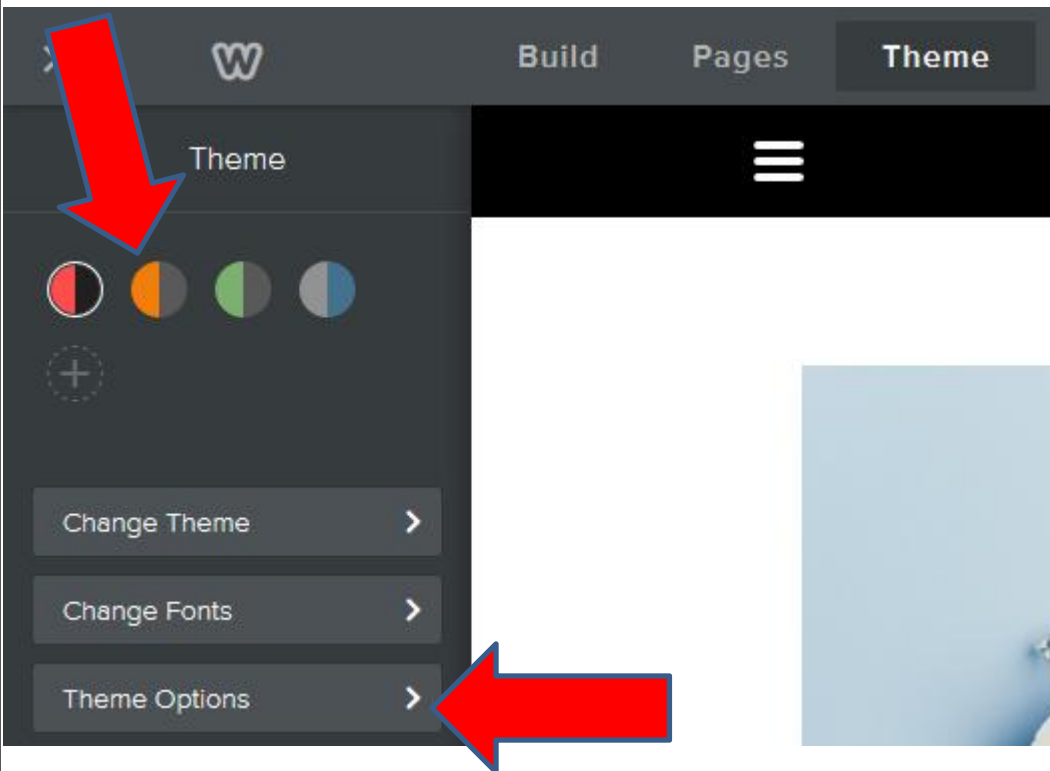 Build Pages Theme
Theme
Change Theme
Change Fonts
Theme Options